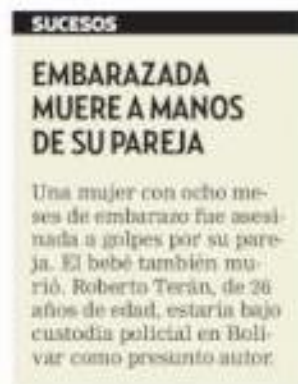 SUCESOS
EMBARAZADA
MUERE A MANOS
DE SU PAREJA
Una mujer con ocho me-
ses de embarazo fue asesi-
nada a golpes por su pare-
ja. El bebé también mu-
rió. Roberto Terán, de 26
años de edad, estaría bajo
custodia policial en Bolí-
var como presunto autor.